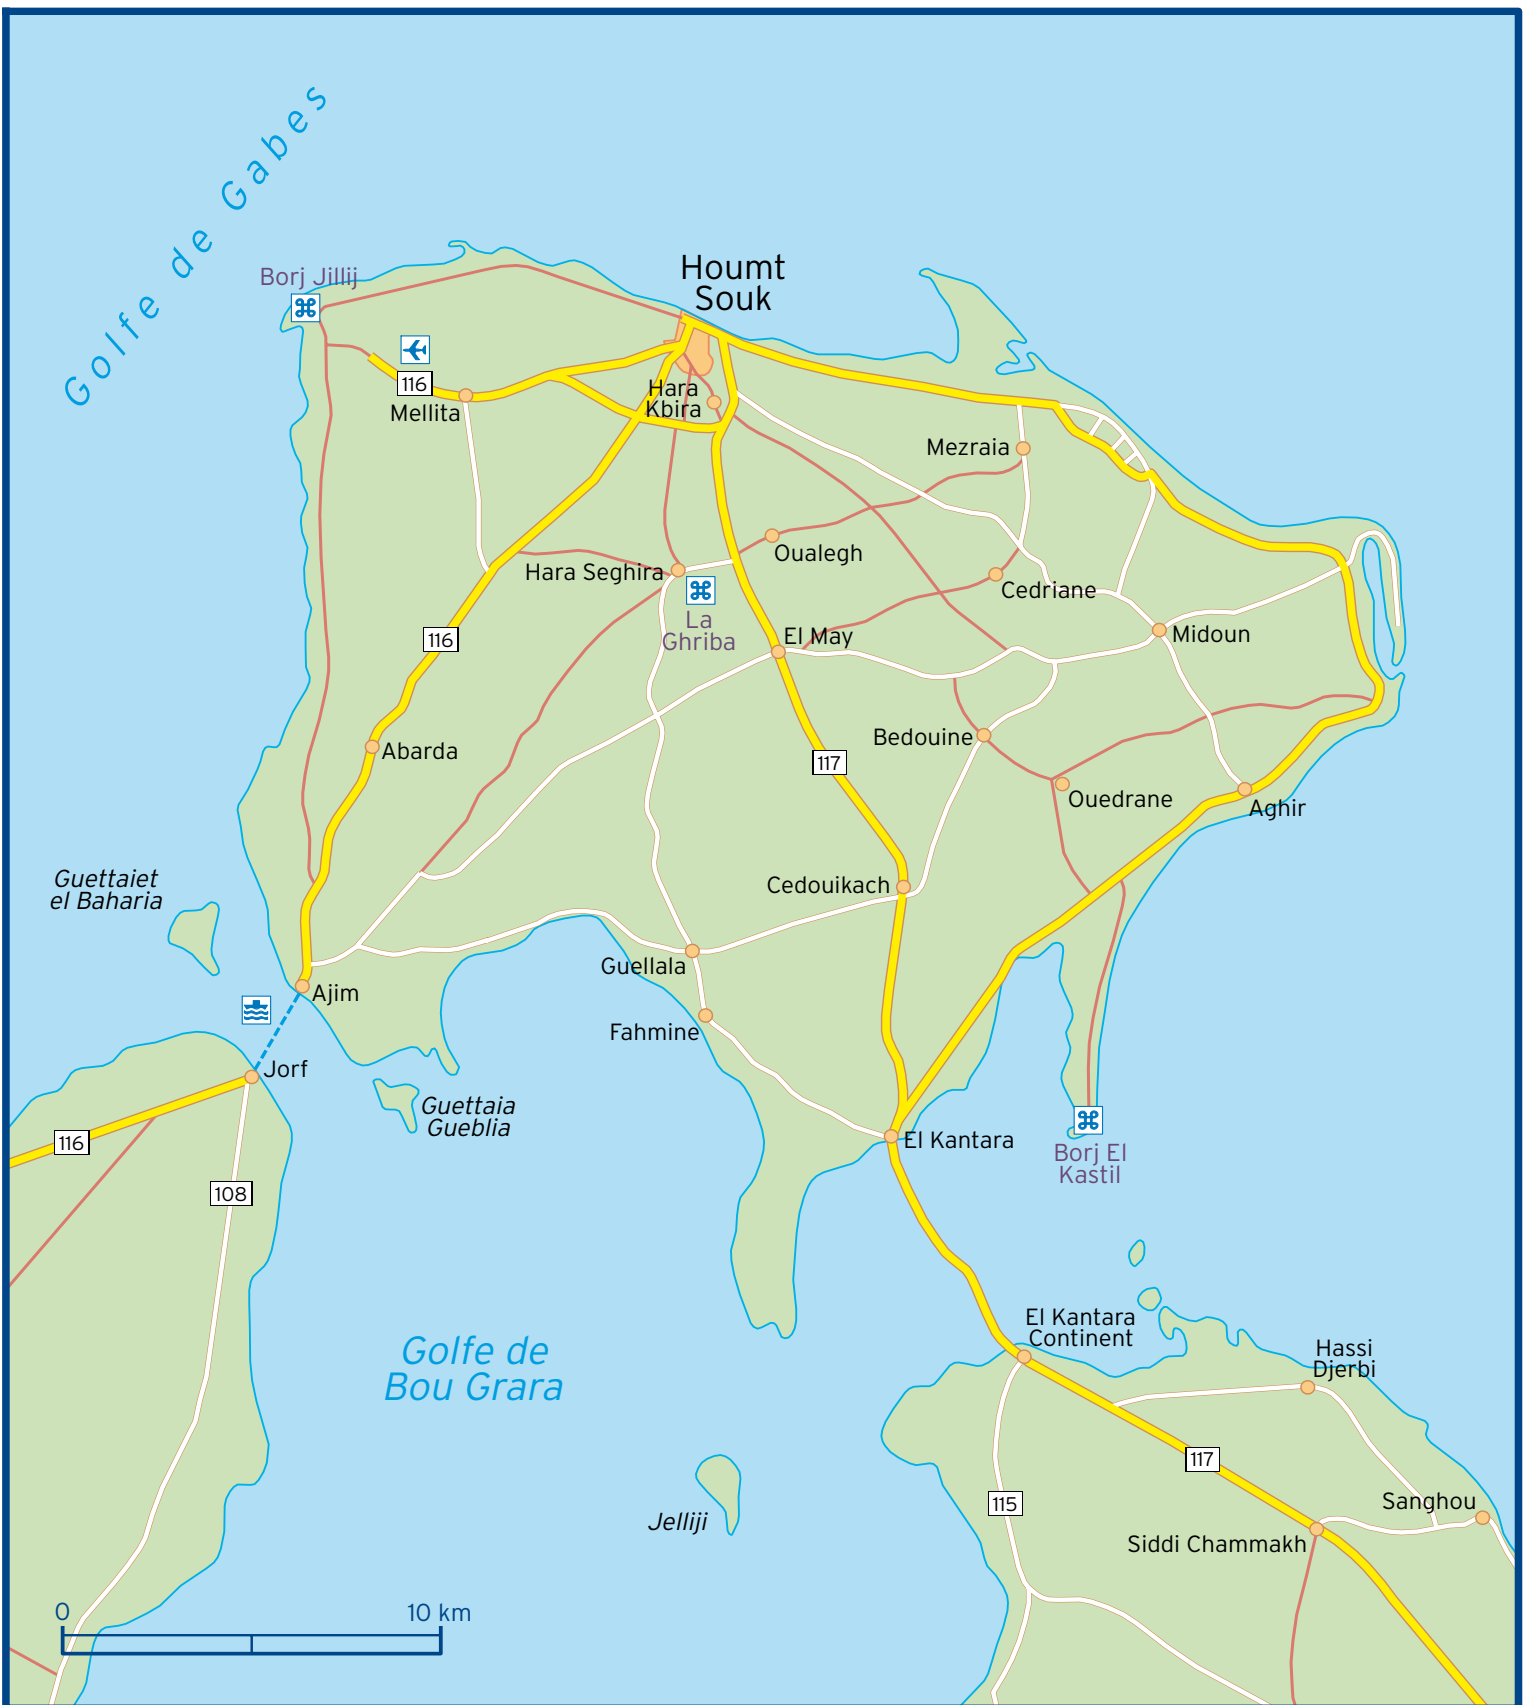 Golfe de Gabes
Houmt
Souk
Borj Jillij
116
Mellita
Hara
Kbira
Mezraia
Oualegh
Hara Seghira
Cedriane
La
Ghriba
116
El May
Midoun
Abarda
Bedouine
117
Ouedrane
Aghir
Guettaiet
el Baharia
Cedouikach
Guellala
Ajim
Fahmine
Jorf
Guettaia
Gueblia
116
El Kantara
Borj El
Kastil
108
El Kantara
Continent
Golfe de
Bou Grara
Hassi
Djerbi
117
115
Sanghou
Jelliji
Siddi Chammakh
0
10 km